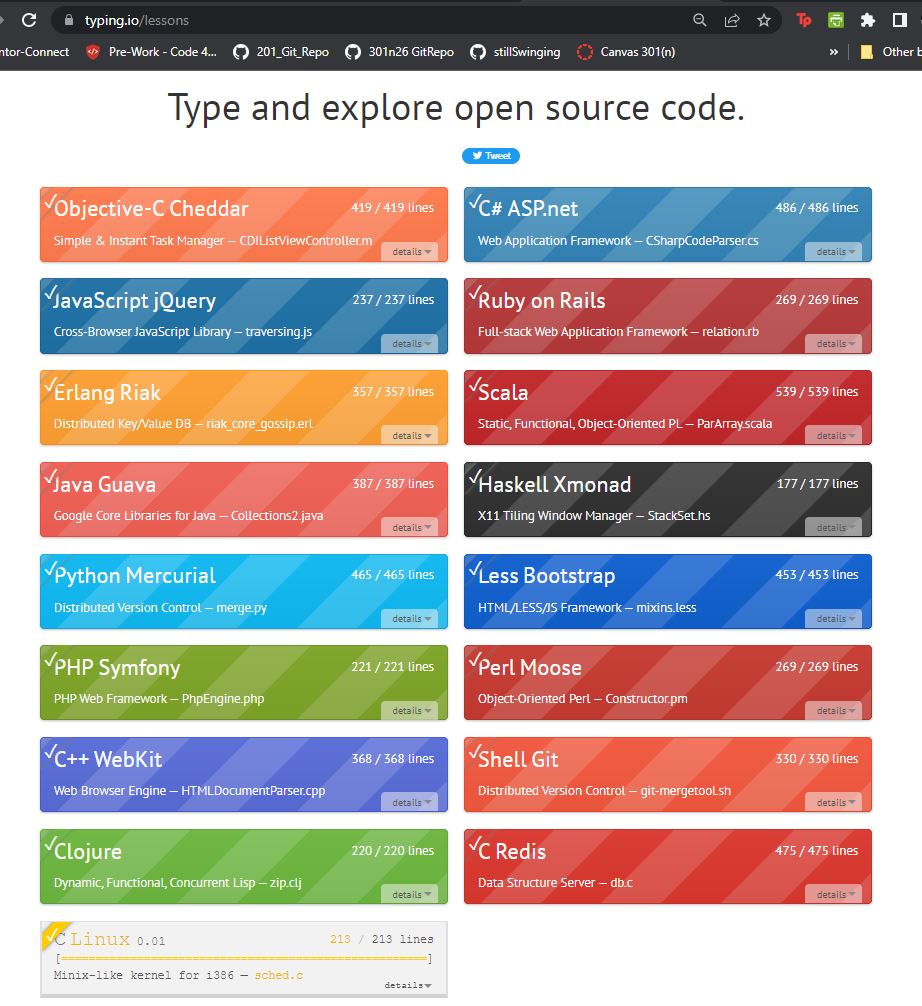 typing.io/lessons
Tp
ntor-Connect Pre-Work - Code 4... 201_Git_Repo 301n26 GitRepo stillSwinging Canvas 301(n) » Other b
Type and explore open source code.
Tweet
Objective-C Cheddar 419 / 419 lines
Simple & Instant Task Manager — CDIListViewController.m
details
C# ASP.net 486 / 486 lines
Web Application Framework — CSharpCodeParser.cs
details
JavaScript jQuery 237 / 237 lines
Cross-Browser JavaScript Library — traversing.js
details
Ruby on Rails 269 / 269 lines
Full-stack Web Application Framework — relation.rb
details
Erlang Riak 357 / 357 lines
Distributed Key/Value DB — riak_core_gossip.erl
details
Scala 539 / 539 lines
Static, Functional, Object-Oriented PL — ParArray.scala
details
Java Guava 387 / 387 lines
Google Core Libraries for Java — Collections2.java
details
Haskell Xmonad 177 / 177 lines
X11 Tiling Window Manager — StackSet.hs
details
Python Mercurial 465 / 465 lines
Distributed Version Control — merge.py
details
Less Bootstrap 453 / 453 lines
HTML/LESS/JS Framework — mixins.less
details
PHP Symfony 221 / 221 lines
PHP Web Framework — PhpEngine.php
details
Perl Moose 269 / 269 lines
Object-Oriented Perl — Constructor.pm
details
C++ WebKit 368 / 368 lines
Web Browser Engine — HTMLDocumentParser.cpp
details
Shell Git 330 / 330 lines
Distributed Version Control — git-mergetool.sh
details
Clojure 220 / 220 lines
Dynamic, Functional, Concurrent Lisp — zip.clj
details
C Redis 475 / 475 lines
Data Structure Server — db.c
details
C Linux 0.01 213 / 213 lines
[=====================================================]
Minix-like kernel for i386 — sched.c
details